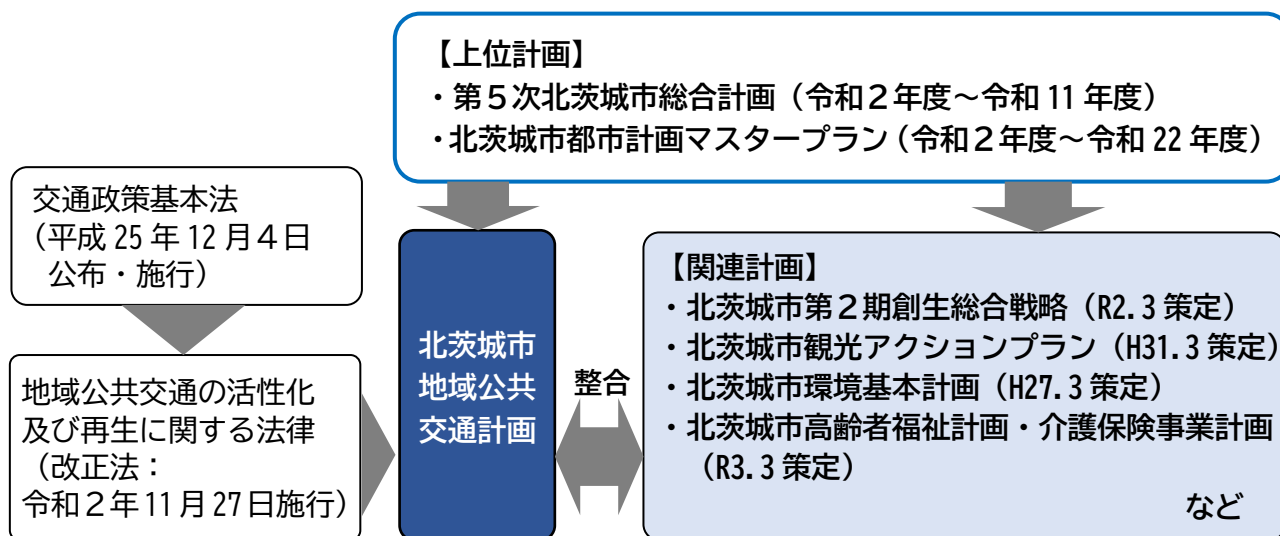 【上位計画】
・第５次北茨城市総合計画（令和２年度～令和 11 年度）
・北茨城市都市計画マスタープラン（令和２年度～令和 22 年度）
交通政策基本法
（平成 25 年 12 月４日
公布・施行）
地域公共交通の活性化
及び再生に関する法律
（改正法：
令和２年 11 月 27 日施行）
北茨城市
地域公共
交通計画
整合
【関連計画】
・北茨城市第２期創生総合戦略（R2.3 策定）
・北茨城市観光アクションプラン（H31.3 策定）
・北茨城市環境基本計画（H27.3 策定）
・北茨城市高齢者福祉計画・介護保険事業計画
（R3.3 策定）
など